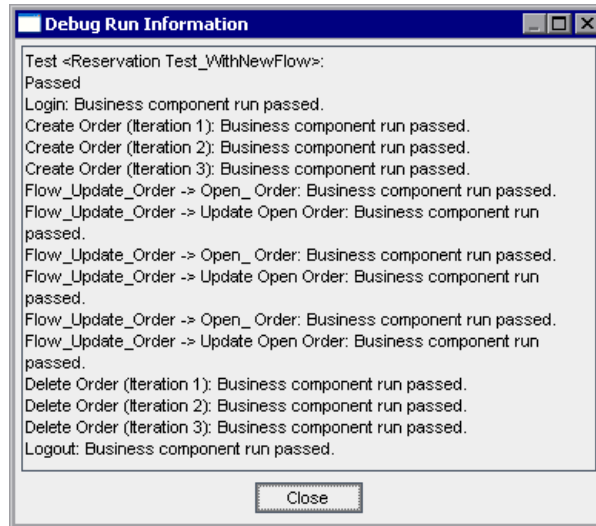 Debug Run Information
Test <Reservation Test_WithNewFlow>:
Passed
Login: Business component run passed.
Create Order (Iteration 1): Business component run passed.
Create Order (Iteration 2): Business component run passed.
Create Order (Iteration 3): Business component run passed.
Flow_Update_Order -> Open_ Order: Business component run passed.
Flow_Update_Order -> Update Open Order: Business component run
passed.
Flow_Update_Order -> Open_ Order: Business component run passed.
Flow_Update_Order -> Update Open Order: Business component run
passed.
Flow_Update_Order -> Open_ Order: Business component run passed.
Flow_Update_Order -> Update Open Order: Business component run
passed.
Delete Order (Iteration 1): Business component run passed.
Delete Order (Iteration 2): Business component run passed.
Delete Order (Iteration 3): Business component run passed.
Logout: Business component run passed.
Close